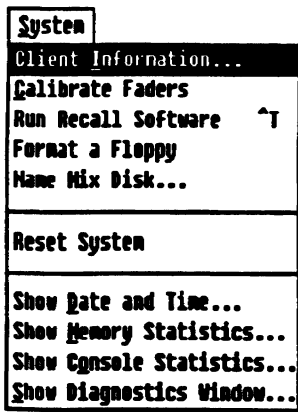 System
Client Information...
Calibrate Faders
Run Recall Software ^T
Format a Floppy
Name Mix Disk...
Reset System
Show Date and Time...
Show Memory Statistics...
Show Console Statistics...
Show Diagnostics Window...